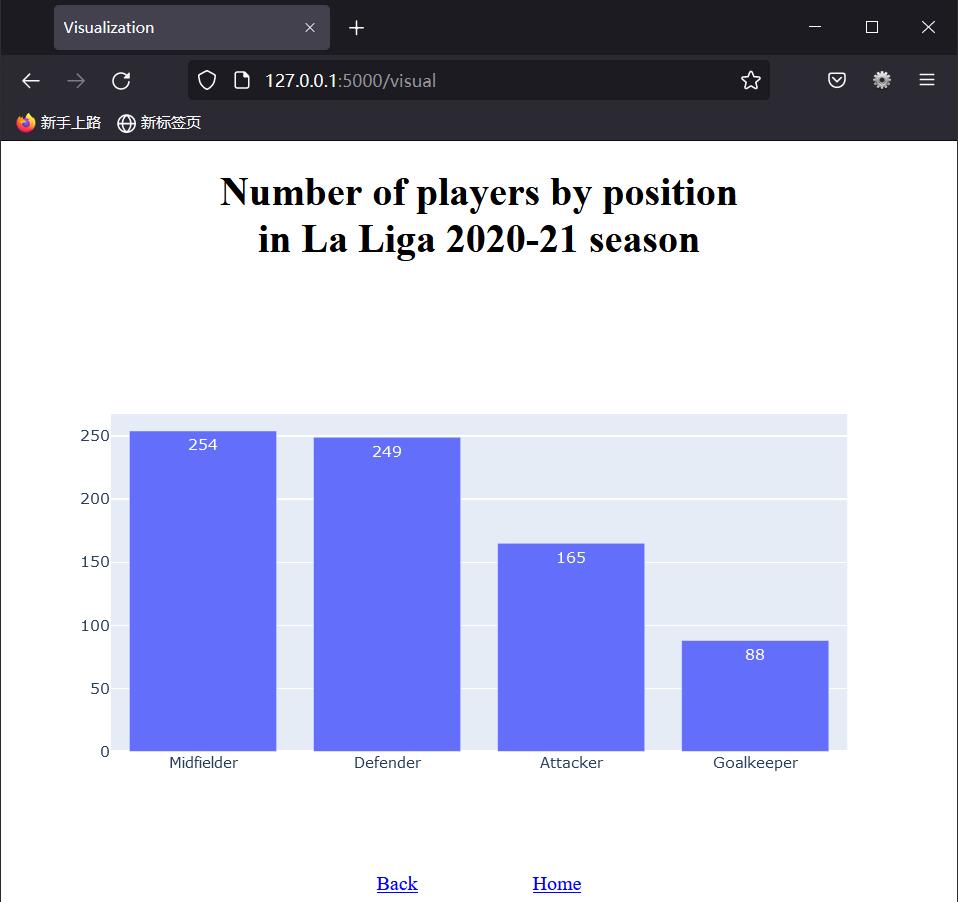 Visualization
127.0.0.1:5000/visual
新手上路 新标签页
Number of players by position
in La Liga 2020-21 season
250
200
150
100
50
0
254
249
165
88
Midfielder Defender Attacker Goalkeeper
Back Home